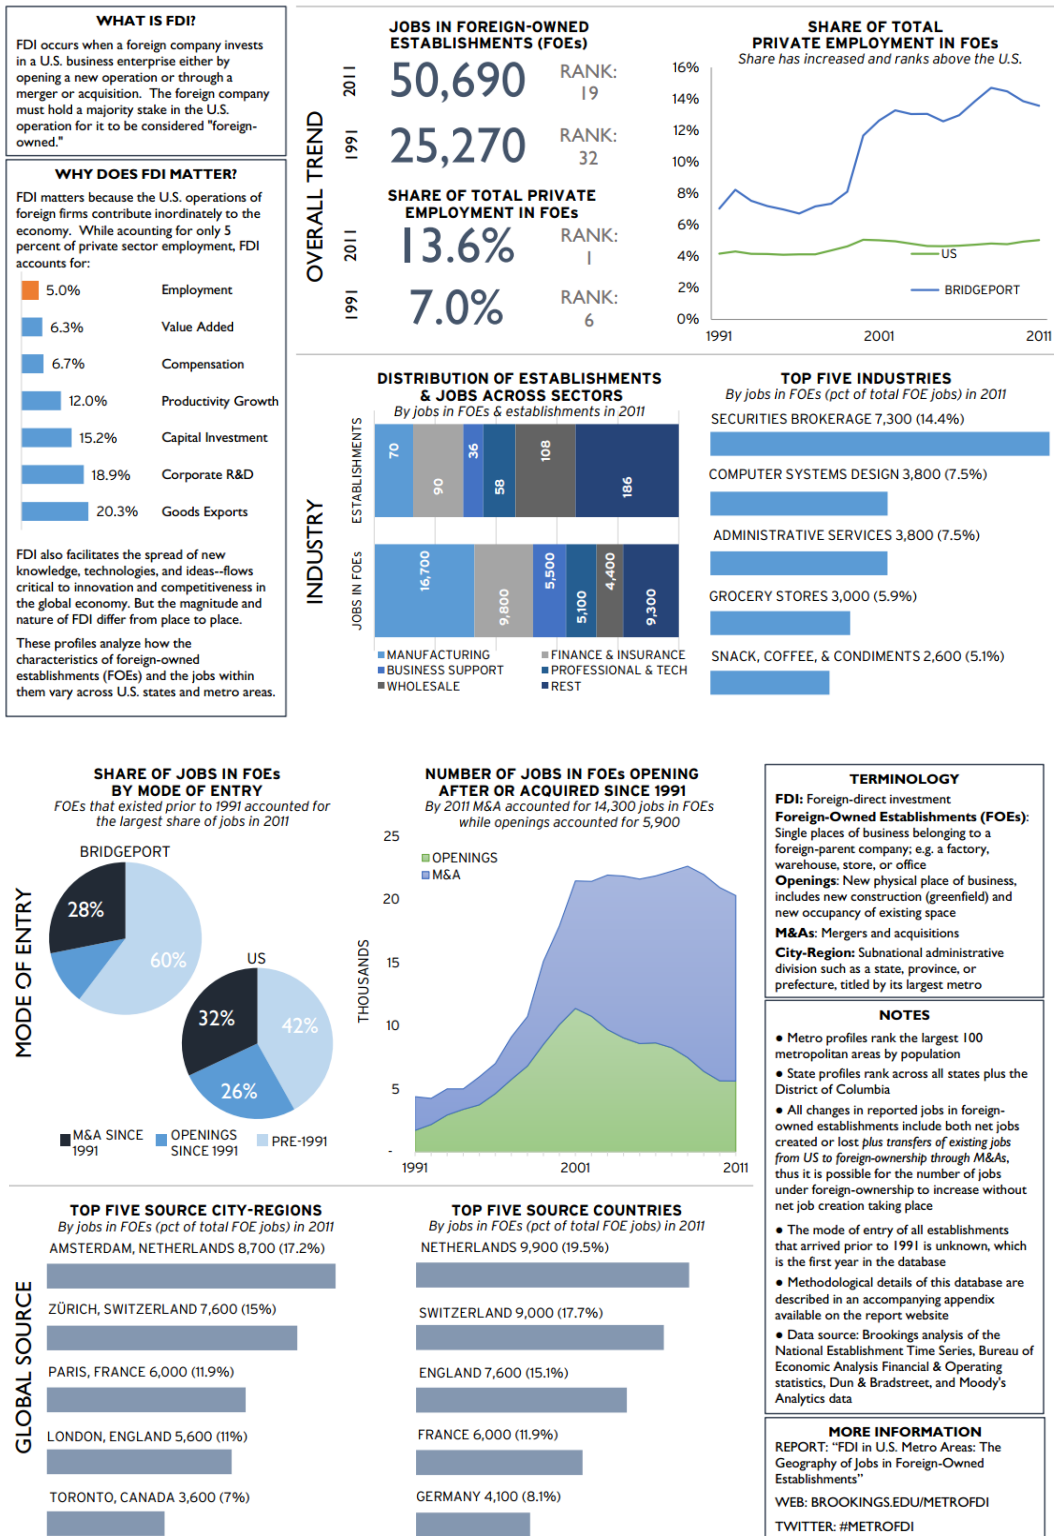 WHAT IS FDI?
FDI occurs when a foreign company invests
in a U.S. business enterprise either by
opening a new operation or through a
merger or acquisition. The foreign company
must hold a majority stake in the U.S.
operation for it to be considered "foreign-
owned."
WHY DOES FDI MATTER?
FDI matters because the U.S. operations of
foreign firms contribute inordinately to the
economy. While acounting for only 5
percent of private sector employment, FDI
accounts for:
5.0% Employment
6.3% Value Added
6.7% Compensation
12.0% Productivity Growth
15.2% Capital Investment
18.9% Corporate R&D
20.3% Goods Exports
FDI also facilitates the spread of new
knowledge, technologies, and ideas--flows
critical to innovation and competitiveness in
the global economy. But the magnitude and
nature of FDI differ from place to place.
These profiles analyze how the
characteristics of foreign-owned
establishments (FOEs) and the jobs within
them vary across U.S. states and metro areas.
OVERALL TREND
JOBS IN FOREIGN-OWNED
ESTABLISHMENTS (FOEs)
2011 50,690 RANK:
19
1991 25,270 RANK:
32
SHARE OF TOTAL PRIVATE
EMPLOYMENT IN FOEs
2011 13.6% RANK:
1
1991 7.0% RANK:
6
SHARE OF TOTAL
PRIVATE EMPLOYMENT IN FOEs
Share has increased and ranks above the U.S.
16%
14%
12%
10%
8%
6%
4%
2%
0%
US
BRIDGEPORT
1991 2001 2011
INDUSTRY
DISTRIBUTION OF ESTABLISHMENTS
& JOBS ACROSS SECTORS
By jobs in FOEs & establishments in 2011
ESTABLISHMENTS
70 90 36 58 108 186
JOBS IN FOEs
16,700 9,800 5,500 5,100 4,400 9,300
MANUFACTURING FINANCE & INSURANCE
BUSINESS SUPPORT PROFESSIONAL & TECH
WHOLESALE REST
TOP FIVE INDUSTRIES
By jobs in FOEs (pct of total FOE jobs) in 2011
SECURITIES BROKERAGE 7,300 (14.4%)
COMPUTER SYSTEMS DESIGN 3,800 (7.5%)
ADMINISTRATIVE SERVICES 3,800 (7.5%)
GROCERY STORES 3,000 (5.9%)
SNACK, COFFEE, & CONDIMENTS 2,600 (5.1%)
MODE OF ENTRY
SHARE OF JOBS IN FOEs
BY MODE OF ENTRY
FOEs that existed prior to 1991 accounted for
the largest share of jobs in 2011
BRIDGEPORT
28%
60%
US
32%
42%
26%
M&A SINCE
1991
OPENINGS
SINCE 1991
PRE-1991
NUMBER OF JOBS IN FOEs OPENING
AFTER OR ACQUIRED SINCE 1991
By 2011 M&A accounted for 14,300 jobs in FOEs
while openings accounted for 5,900
THOUSANDS
25
20
15
10
5
-
OPENINGS
M&A
1991 2001 2011
TERMINOLOGY
FDI: Foreign-direct investment
Foreign-Owned Establishments (FOEs):
Single places of business belonging to a
foreign-parent company; e.g. a factory,
warehouse, store, or office
Openings: New physical place of business,
includes new construction (greenfield) and
new occupancy of existing space
M&As: Mergers and acquisitions
City-Region: Subnational administrative
division such as a state, province, or
prefecture, titled by its largest metro
NOTES
● Metro profiles rank the largest 100
metropolitan areas by population
● State profiles rank across all states plus the
District of Columbia
● All changes in reported jobs in foreign-
owned establishments include both net jobs
created or lost plus transfers of existing jobs
from US to foreign-ownership through M&As,
thus it is possible for the number of jobs
under foreign-ownership to increase without
net job creation taking place
● The mode of entry of all establishments
that arrived prior to 1991 is unknown, which
is the first year in the database
● Methodological details of this database are
described in an accompanying appendix
available on the report website
● Data source: Brookings analysis of the
National Establishment Time Series, Bureau of
Economic Analysis Financial & Operating
statistics, Dun & Bradstreet, and Moody's
Analytics data
GLOBAL SOURCE
TOP FIVE SOURCE CITY-REGIONS
By jobs in FOEs (pct of total FOE jobs) in 2011
AMSTERDAM, NETHERLANDS 8,700 (17.2%)
ZÜRICH, SWITZERLAND 7,600 (15%)
PARIS, FRANCE 6,000 (11.9%)
LONDON, ENGLAND 5,600 (11%)
TORONTO, CANADA 3,600 (7%)
TOP FIVE SOURCE COUNTRIES
By jobs in FOEs (pct of total FOE jobs) in 2011
NETHERLANDS 9,900 (19.5%)
SWITZERLAND 9,000 (17.7%)
ENGLAND 7,600 (15.1%)
FRANCE 6,000 (11.9%)
GERMANY 4,100 (8.1%)
MORE INFORMATION
REPORT: “FDI in U.S. Metro Areas: The
Geography of Jobs in Foreign-Owned
Establishments”
WEB: BROOKINGS.EDU/METROFDI
TWITTER: #METROFDI